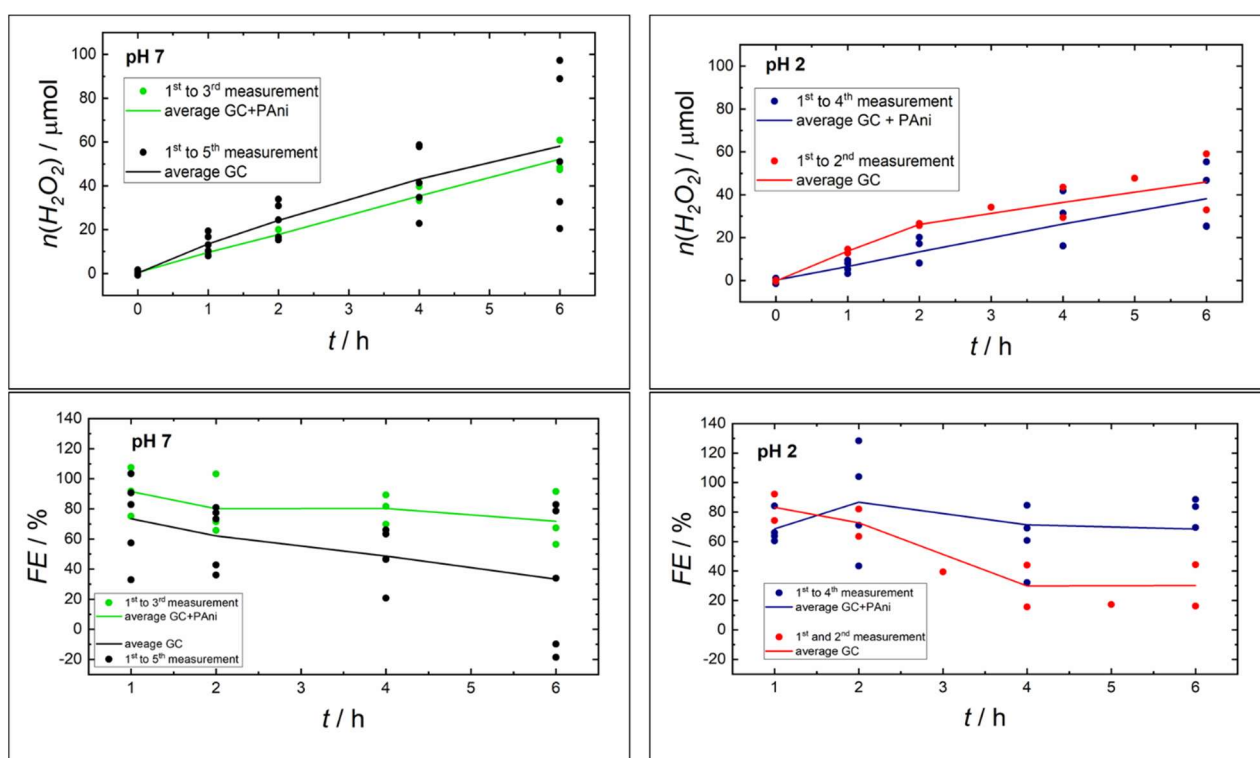 pH 7
1st to 3rd measurement
average GC+PAni
1st to 5th measurement
average GC
n(H2O2) / μmol
100
80
60
40
20
0
0 1 2 3 4 5 6
t / h
pH 2
1st to 4th measurement
average GC + PAni
1st to 2nd measurement
average GC
n(H2O2) / μmol
100
80
60
40
20
0
0 1 2 3 4 5 6
t / h
pH 7
1st to 3rd measurement
average GC+PAni
aveage GC
1st to 5th measurement
FE / %
140
120
100
80
60
40
20
0
-20
1 2 3 4 5 6
t / h
pH 2
1st to 4th measurement
average GC+PAni
1st and 2nd measurement
average GC
FE / %
140
120
100
80
60
40
20
0
-20
1 2 3 4 5 6
t / h